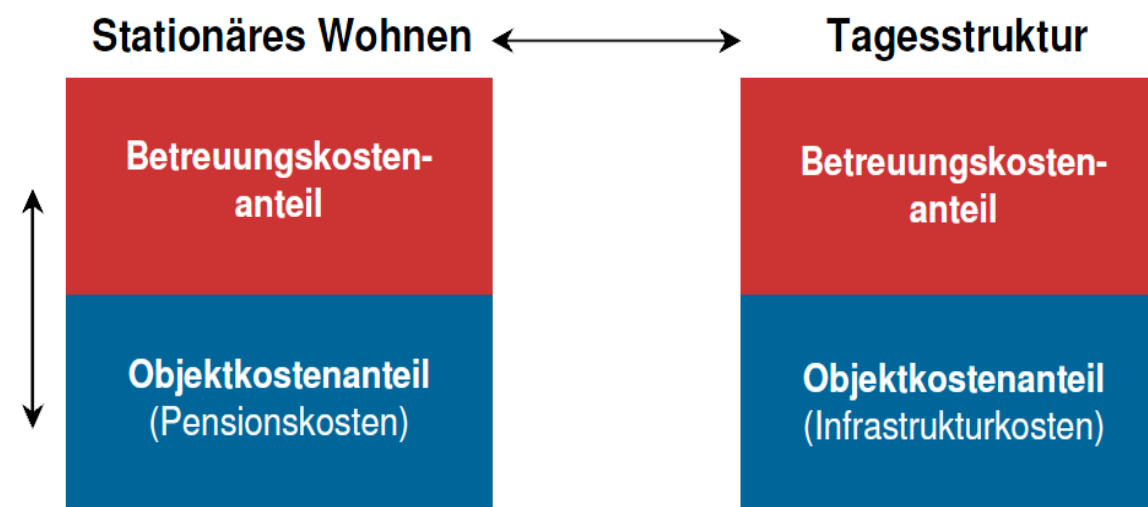 Stationäres Wohnen
Tagesstruktur
Betreuungskosten-
anteil
Objektkostenanteil
(Pensionskosten)
Betreuungskosten-
anteil
Objektkostenanteil
(Infrastrukturkosten)